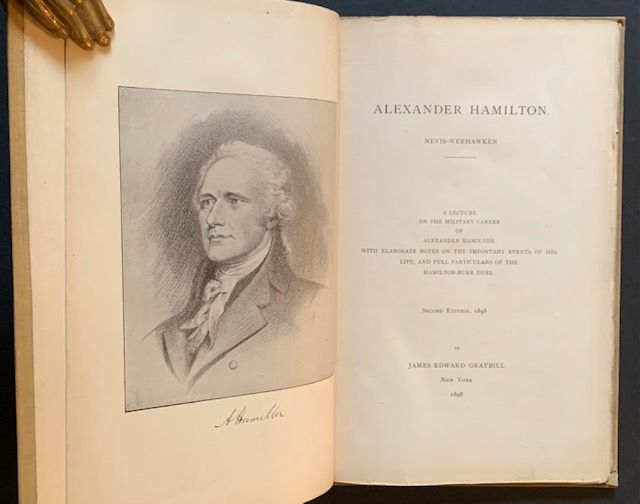 A Hamilton
ALEXANDER HAMILTON.
NEVIS-WEEHAWKEN
A LECTURE
ON THE MILITARY CAREER
OF
ALEXANDER HAMILTON
WITH ELABORATE NOTES ON THE IMPORTANT EVENTS OF HIS
LIFE, AND FULL PARTICULARS OF THE
HAMILTON-BURR DUEL
SECOND EDITION, 1898
BY
JAMES EDWARD GRAYBILL
NEW YORK
1898